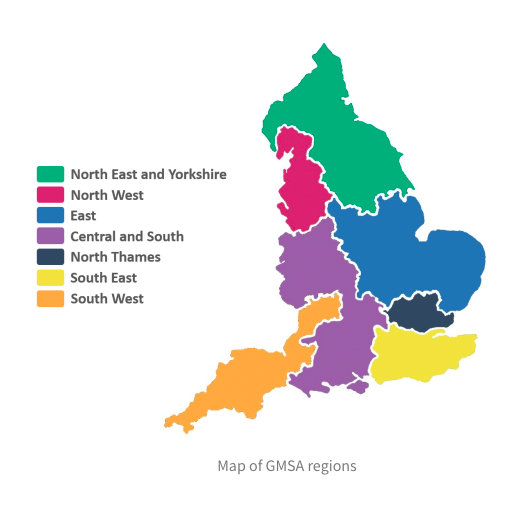 North East and Yorkshire
North West
East
Central and South
North Thames
South East
South West
Map of GMSA regions